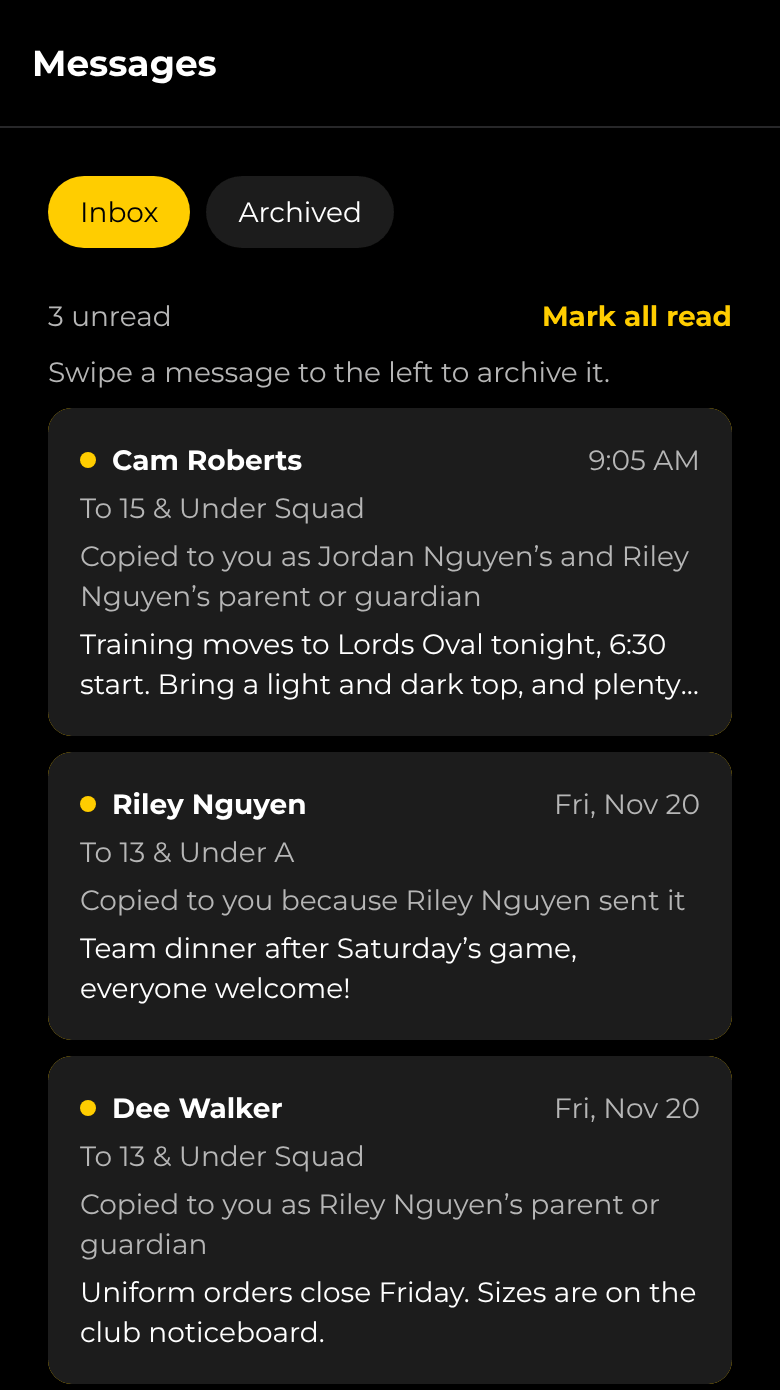 Messages
Inbox
Archived
3 unread
Mark all read
Swipe a message to the left to archive it.
Cam Roberts
9:05 AM
To 15 & Under Squad
Copied to you as Jordan Nguyen’s and Riley
Nguyen’s parent or guardian
Training moves to Lords Oval tonight, 6:30
start. Bring a light and dark top, and plenty…
Riley Nguyen
Fri, Nov 20
To 13 & Under A
Copied to you because Riley Nguyen sent it
Team dinner after Saturday’s game,
everyone welcome!
Dee Walker
Fri, Nov 20
To 13 & Under Squad
Copied to you as Riley Nguyen’s parent or
guardian
Uniform orders close Friday. Sizes are on the
club noticeboard.